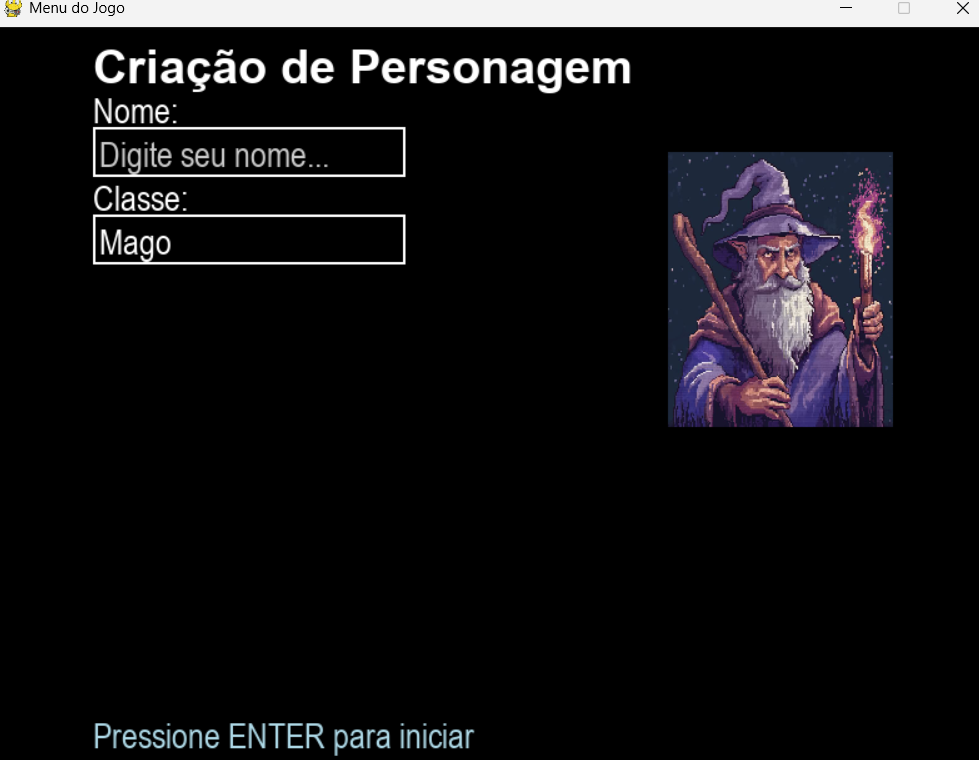 Menu do Jogo
Criação de Personagem
Nome:
Digite seu nome...
Classe:
Mago
Pressione ENTER para iniciar